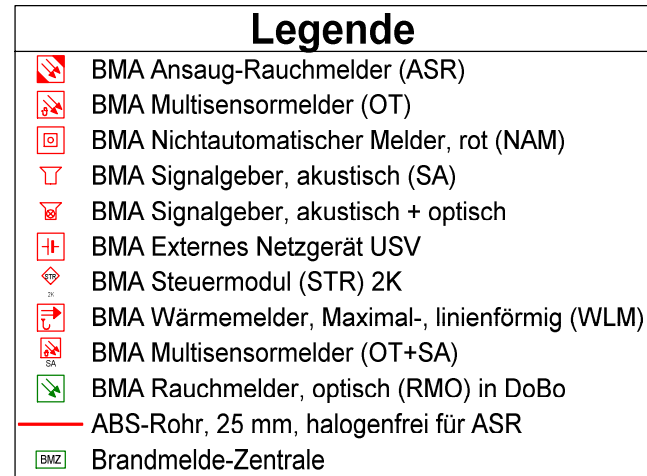 Legende
BMA Ansaug-Rauchmelder (ASR)
BMA Multisensormelder (OT)
BMA Nichtautomatischer Melder, rot (NAM)
BMA Signalgeber, akustisch (SA)
BMA Signalgeber, akustisch + optisch
BMA Externes Netzgerät USV
STR BMA Steuermodul (STR) 2K
2K
BMA Wärmemelder, Maximal-, linienförmig (WLM)
BMA Multisensormelder (OT+SA)
SA
BMA Rauchmelder, optisch (RMO) in DoBo
ABS-Rohr, 25 mm, halogenfrei für ASR
BMZ Brandmelde-Zentrale